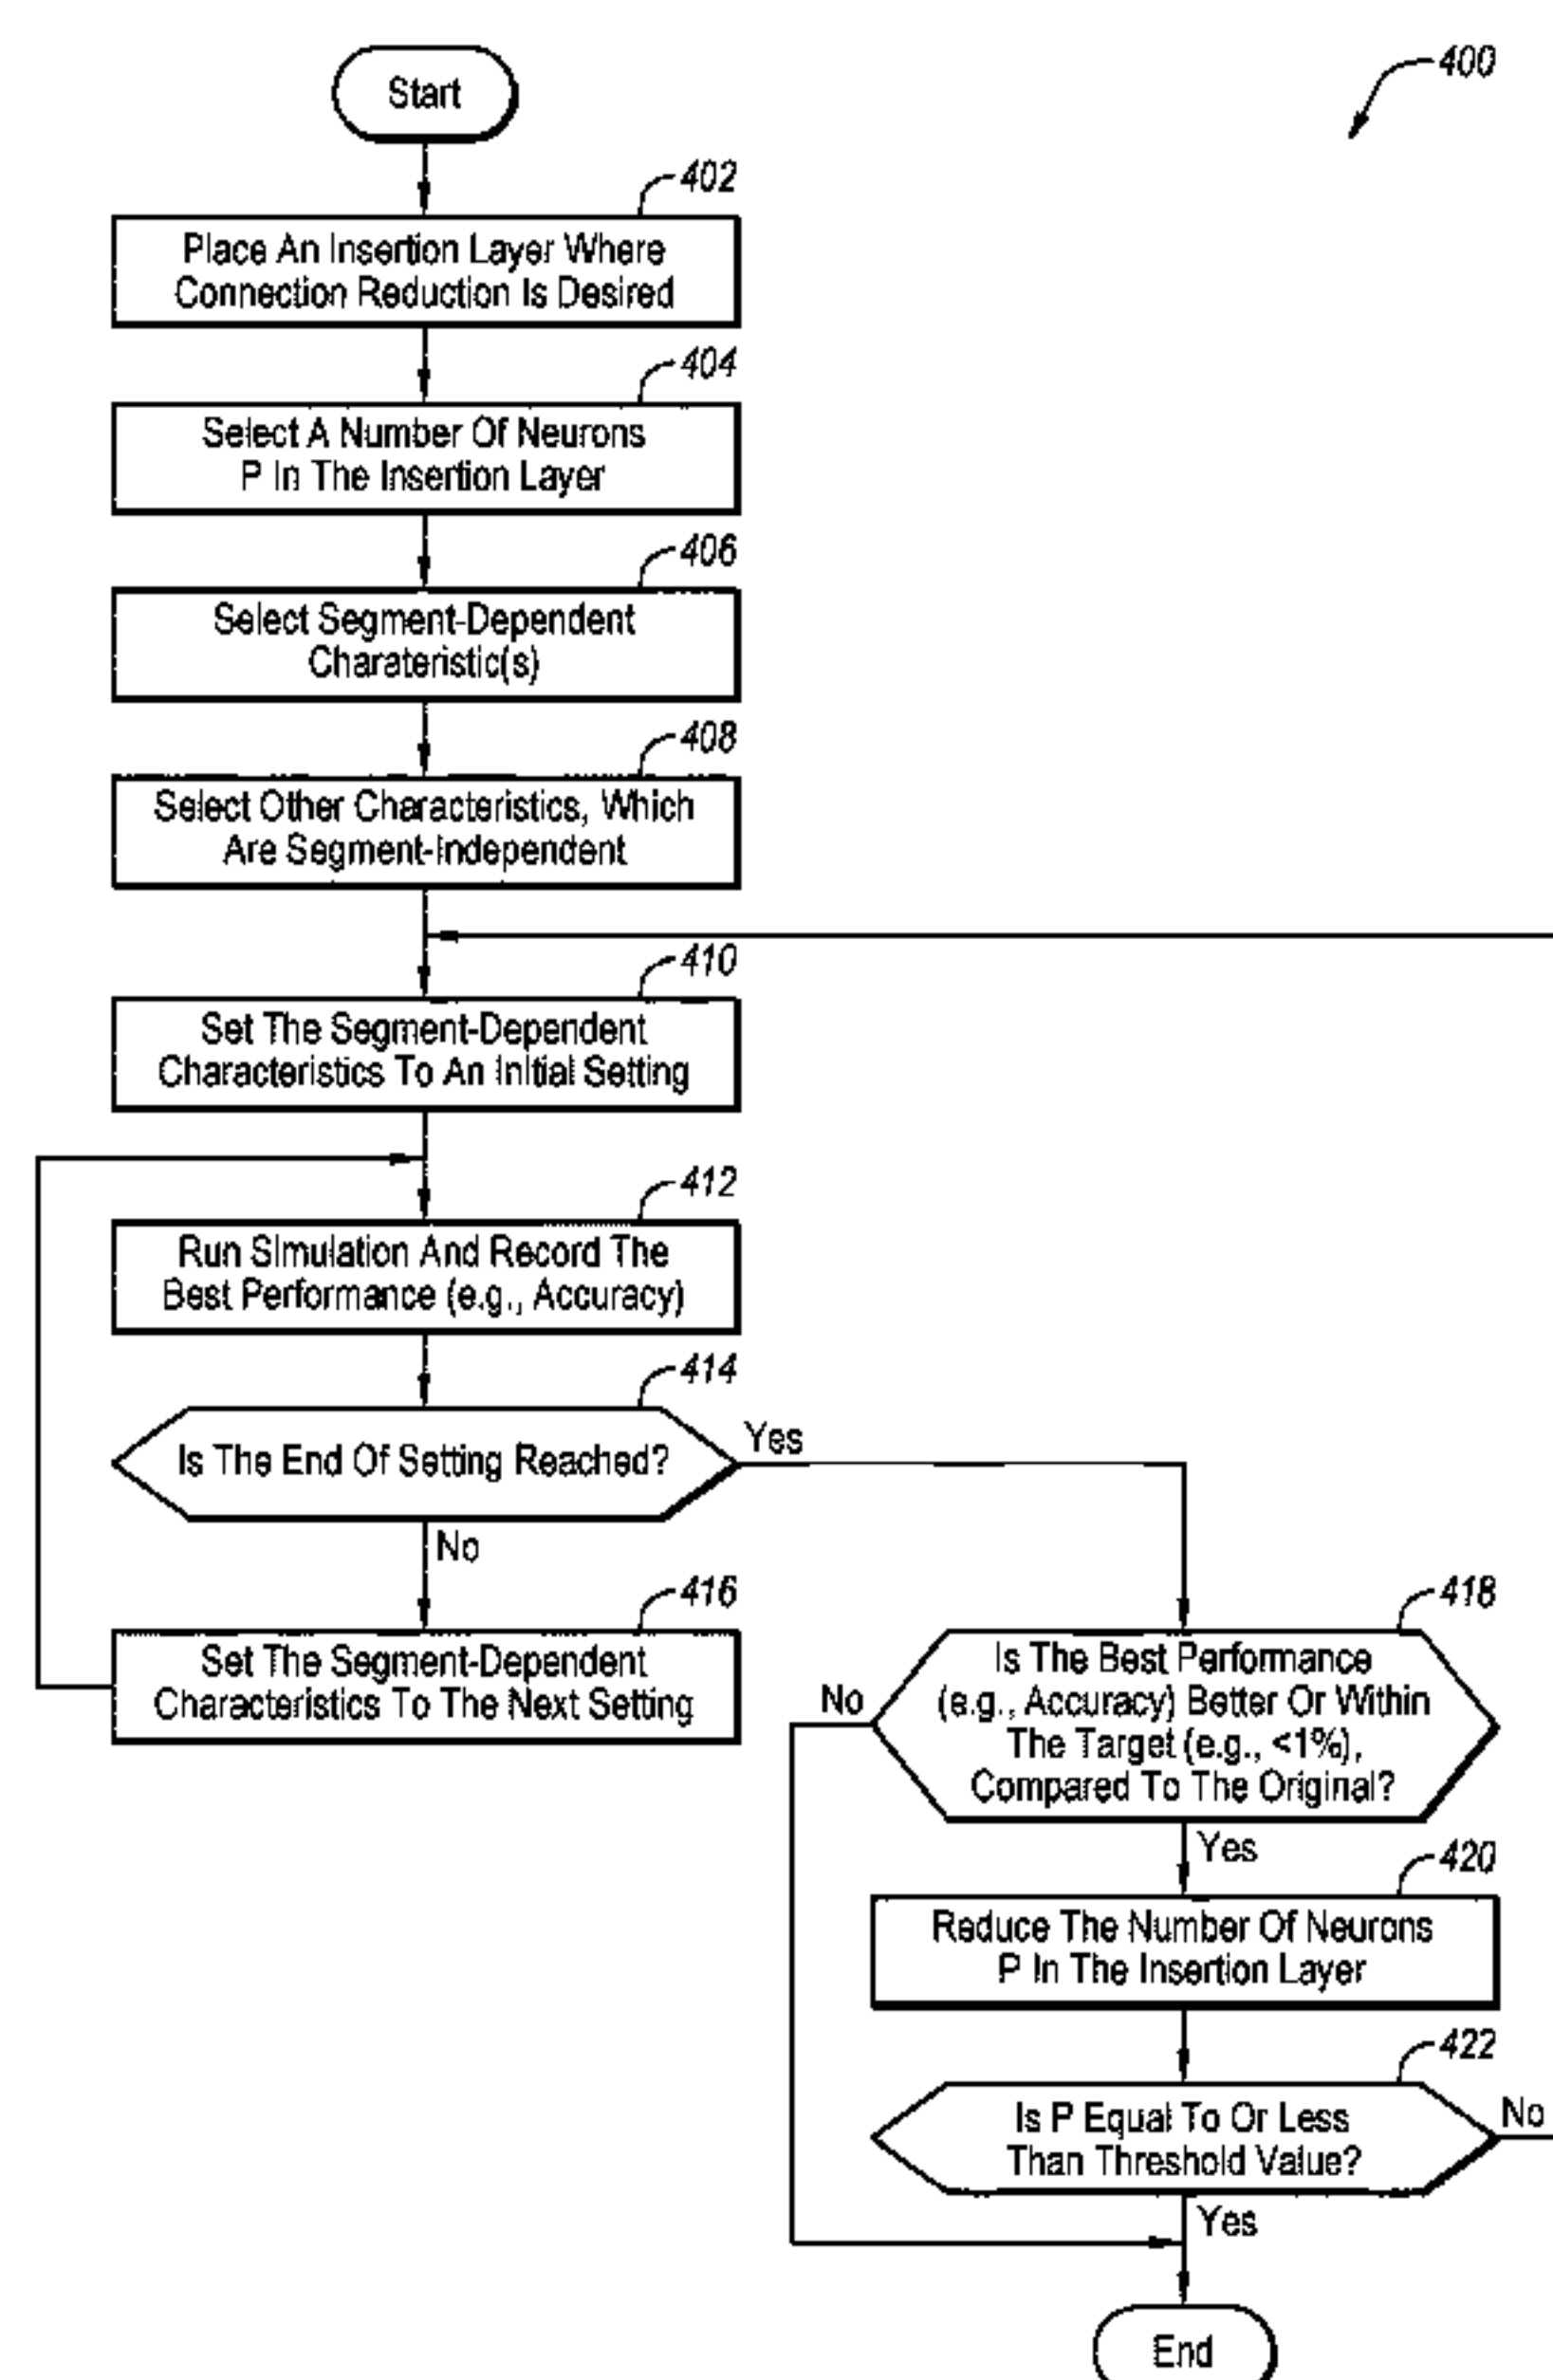 Start
400
402
Place An Insertion Layer Where
Connection Reduction Is Desired
404
Select A Number Of Neurons
P In The Insertion Layer
406
Select Segment-Dependent
Charateristic(s)
408
Select Other Characteristics, Which
Are Segment-Independent
410
Set The Segment-Dependent
Characteristics To An Initial Setting
412
Run Simulation And Record The
Best Performance (e.g., Accuracy)
414
Is The End Of Setting Reached?
Yes
No
416
Set The Segment-Dependent
Characteristics To The Next Setting
418
Is The Best Performance
(e.g., Accuracy) Better Or Within
The Target (e.g., <1%),
Compared To The Original?
No
Yes
420
Reduce The Number Of Neurons
P In The Insertion Layer
422
Is P Equal To Or Less
Than Threshold Value?
No
Yes
End